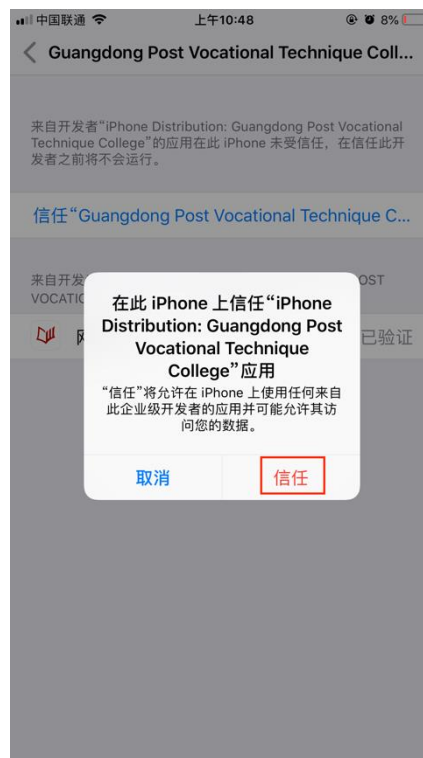 中国联通 上午10:48 8%
Guangdong Post Vocational Technique Coll...
来自开发者“iPhone Distribution: Guangdong Post Vocational
Technique College”的应用在此 iPhone 未受信任，在信任此开
发者之前将不会运行。
信任“Guangdong Post Vocational Technique C...
来自开发 OST
VOCATIO
在此 iPhone 上信任“iPhone
Distribution: Guangdong Post
Vocational Technique
College”应用
已验证
“信任”将允许在 iPhone 上使用任何来自
此企业级开发者的应用并可能允许其访
问您的数据。
取消 信任